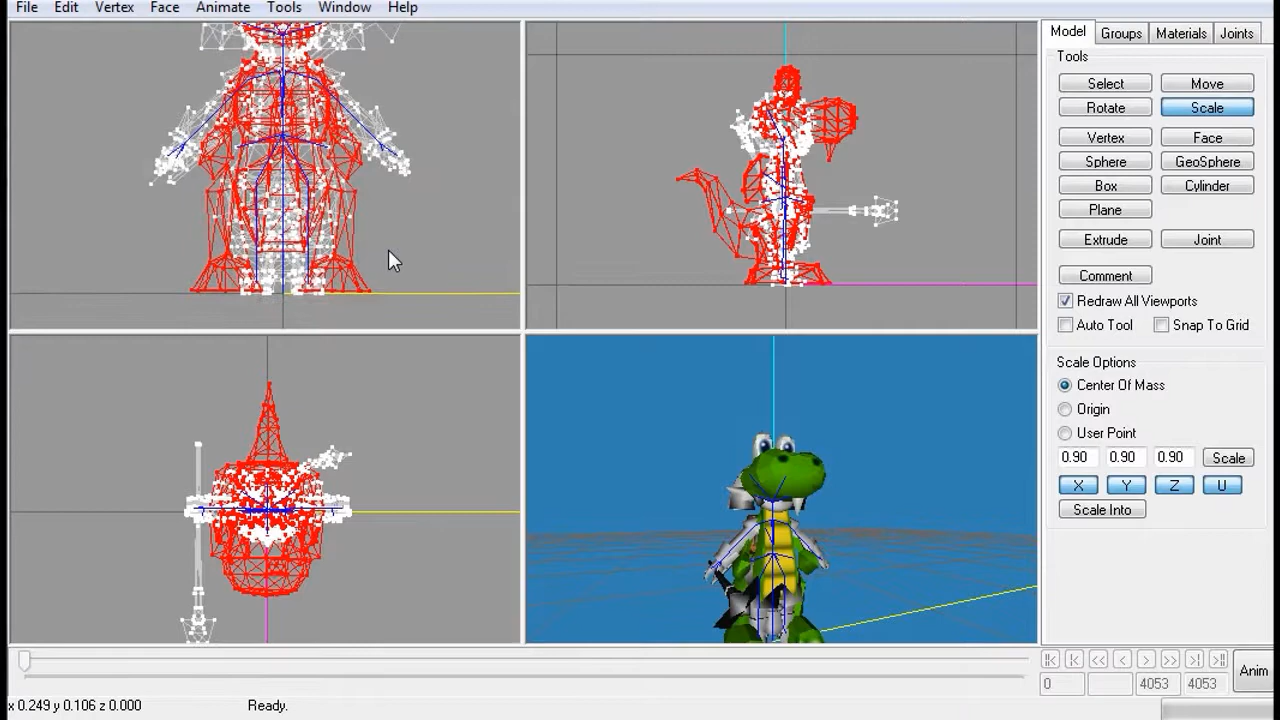 File Edit Vertex Face Animate Tools Window Help
Model Groups Materials Joints
Tools
Select Move
Rotate Scale
Vertex Face
Sphere GeoSphere
Box Cylinder
Plane
Extrude Joint
Comment
Redraw All Viewports
Auto Tool Snap To Grid
Scale Options
Center Of Mass
Origin
User Point
0.90 0.90 0.90 Scale
X Y Z U
Scale Into
|< |< << < > >> >| >||
0 4053 4053 Anim
x 0.249 y 0.106 z 0.000 Ready.